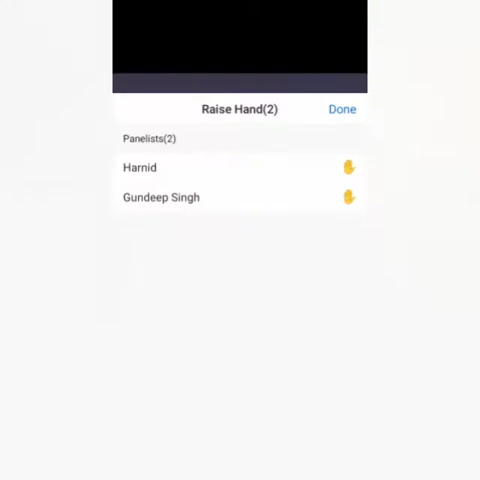 Raise Hand(2) Done
Panelists(2)
Harnid
Gundeep Singh